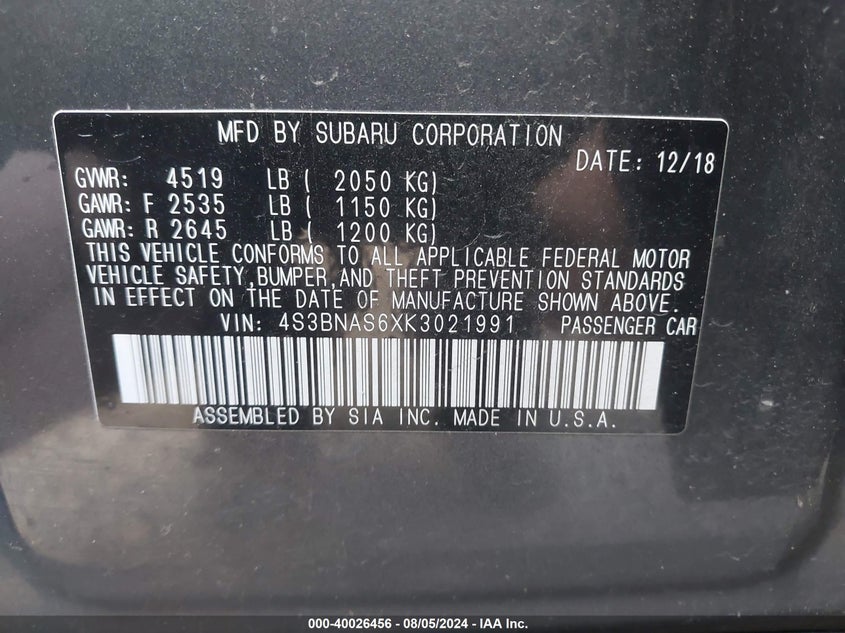 MFD BY SUBARU CORPORATION
DATE: 12/18
GVWR: 4519 LB ( 2050 KG)
GAWR: F 2535 LB ( 1150 KG)
GAWR: R 2645 LB ( 1200 KG)
THIS VEHICLE CONFORMS TO ALL APPLICABLE FEDERAL MOTOR
VEHICLE SAFETY,BUMPER,AND THEFT PREVENTION STANDARDS
IN EFFECT ON THE DATE OF MANUFACTURE SHOWN ABOVE.
VIN: 4S3BNAS6XK3021991 PASSENGER CAR
ASSEMBLED BY SIA INC. MADE IN U.S.A.
000-40026456 - 08/05/2024 - IAA Inc.